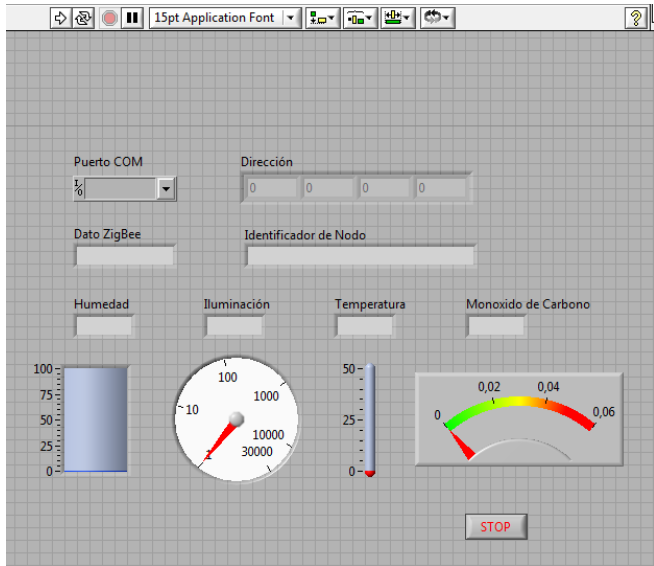 15pt Application Font
?
Puerto COM
Dirección
I/0
0 0 0 0
Dato ZigBee
Identificador de Nodo
Humedad
Iluminación
Temperatura
Monoxido de Carbono
100
75
50
25
0
1
10
100
1000
10000
30000
50
25
0
0
0,02
0,04
0,06
STOP